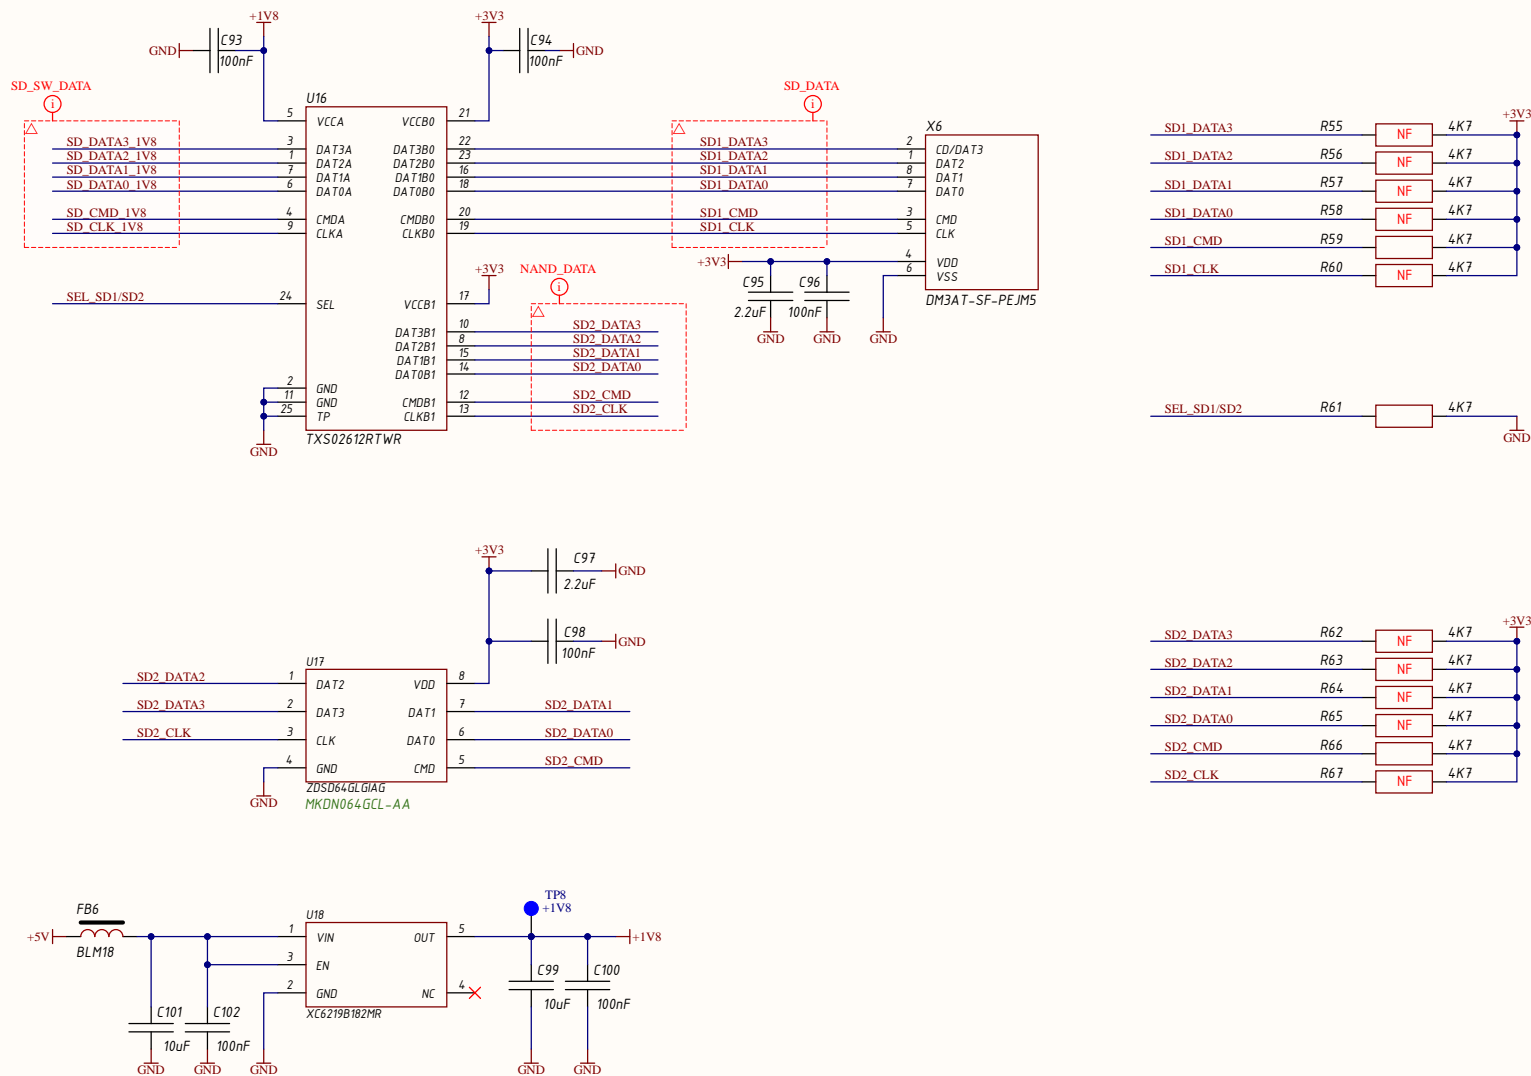 +1V8
C93
GND
100nF
+3V3
C94
GND
100nF
SD_SW_DATA
i
SD_DATA3_1V8
SD_DATA2_1V8
SD_DATA1_1V8
SD_DATA0_1V8
SD_CMD_1V8
SD_CLK_1V8
SEL_SD1/SD2
U16
5 VCCA VCCB0 21
3 DAT3A DAT3B0 22
1 DAT2A DAT2B0 23
7 DAT1A DAT1B0 16
6 DAT0A DAT0B0 18
4 CMDA CMDB0 20
9 CLKA CLKB0 19
24 SEL VCCB1 17
DAT3B1 10
DAT2B1 8
DAT1B1 15
2 GND DAT0B1 14
11 GND CMDB1 12
25 TP CLKB1 13
GND
TXS02612RTWR
+3V3
NAND_DATA
i
SD2_DATA3
SD2_DATA2
SD2_DATA1
SD2_DATA0
SD2_CMD
SD2_CLK
SD_DATA
i
SD1_DATA3
SD1_DATA2
SD1_DATA1
SD1_DATA0
SD1_CMD
SD1_CLK
X6
2 CD/DAT3
1 DAT2
8 DAT1
7 DAT0
3 CMD
5 CLK
4 VDD
6 VSS
DM3AT-SF-PEJM5
+3V3
C95
2.2uF
GND
C96
100nF
GND
GND
+3V3
SD1_DATA3 R55 NF 4K7
SD1_DATA2 R56 NF 4K7
SD1_DATA1 R57 NF 4K7
SD1_DATA0 R58 NF 4K7
SD1_CMD R59 4K7
SD1_CLK R60 NF 4K7
SEL_SD1/SD2 R61 4K7
GND
+3V3
C97
GND
2.2uF
C98
GND
100nF
U17
SD2_DATA2 1 DAT2 VDD 8
SD2_DATA3 2 DAT3 DAT1 7 SD2_DATA1
SD2_CLK 3 CLK DAT0 6 SD2_DATA0
4 GND CMD 5 SD2_CMD
GND
ZDSD64GLGIAG
MKDN064GCL-AA
+3V3
SD2_DATA3 R62 NF 4K7
SD2_DATA2 R63 NF 4K7
SD2_DATA1 R64 NF 4K7
SD2_DATA0 R65 NF 4K7
SD2_CMD R66 4K7
SD2_CLK R67 NF 4K7
FB6
+5V
BLM18
U18
1 VIN OUT 5
3 EN
2 GND NC 4
XC6219B182MR
TP8
+1V8
+1V8
C99
10uF
GND
C100
100nF
GND
C101
10uF
GND
C102
100nF
GND
GND